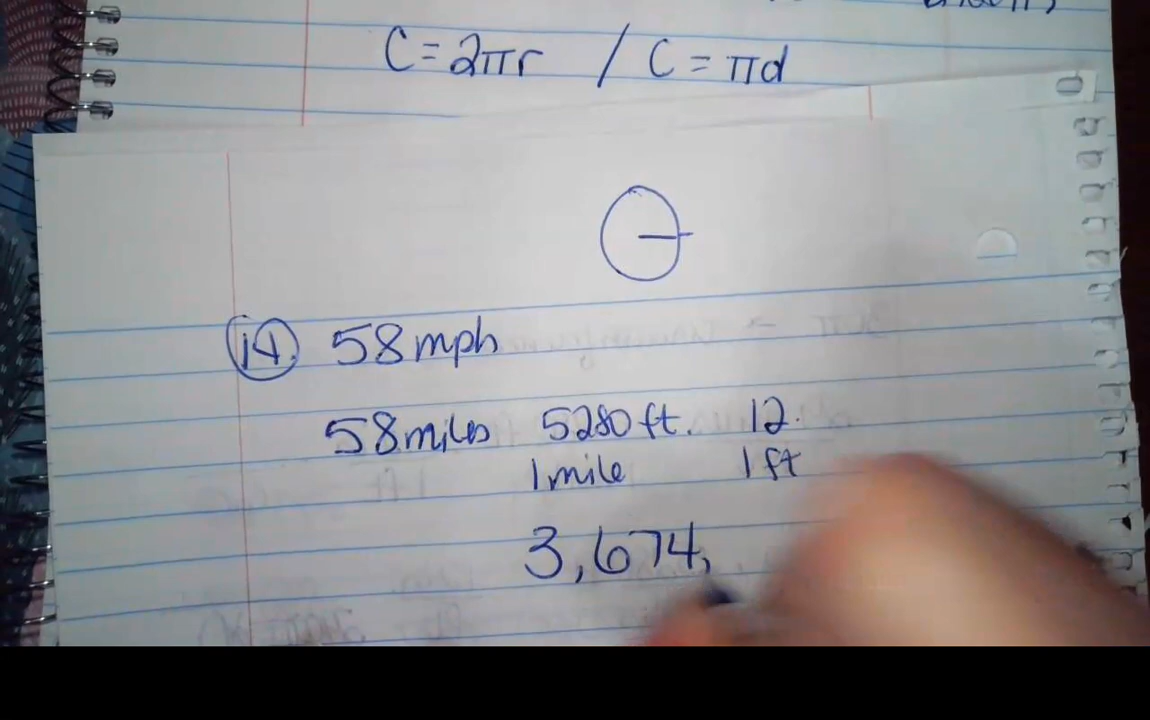 C = 2πr / C = πd
14. 58mph
58miles 5280ft. 12.
1mile 1ft
3,674,